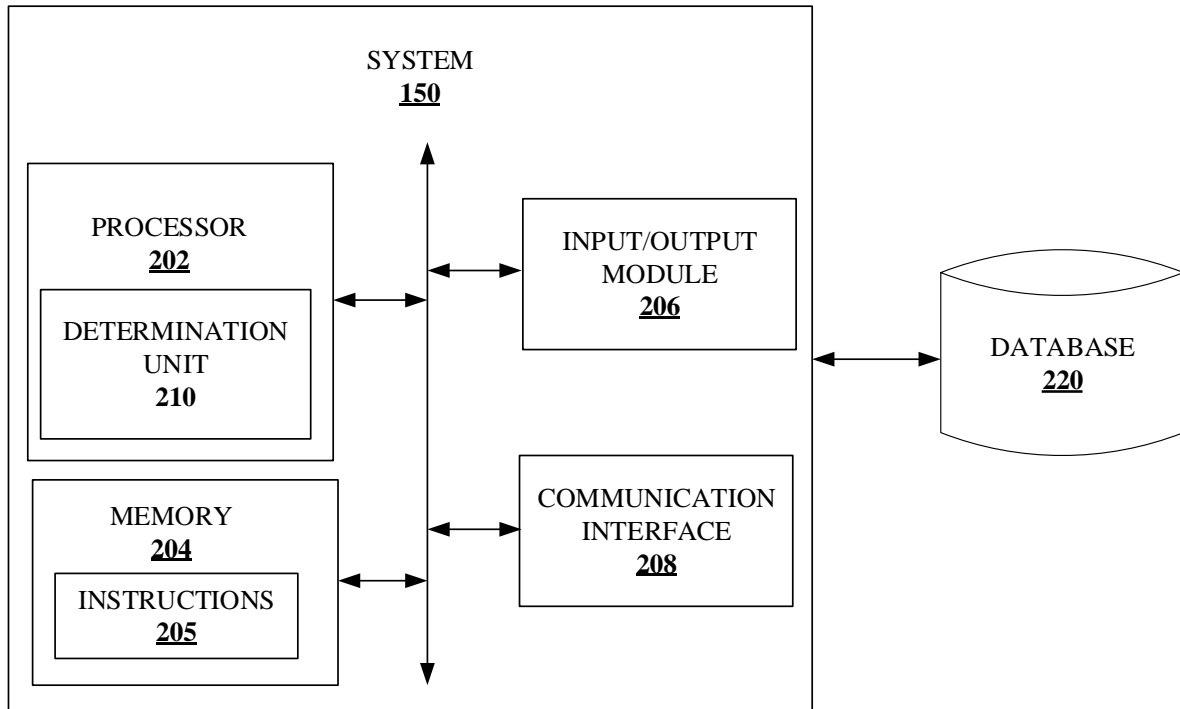 SYSTEM
150
PROCESSOR
202
DETERMINATION
UNIT
210
MEMORY
204
INSTRUCTIONS
205
INPUT/OUTPUT
MODULE
206
COMMUNICATION
INTERFACE
208
DATABASE
220